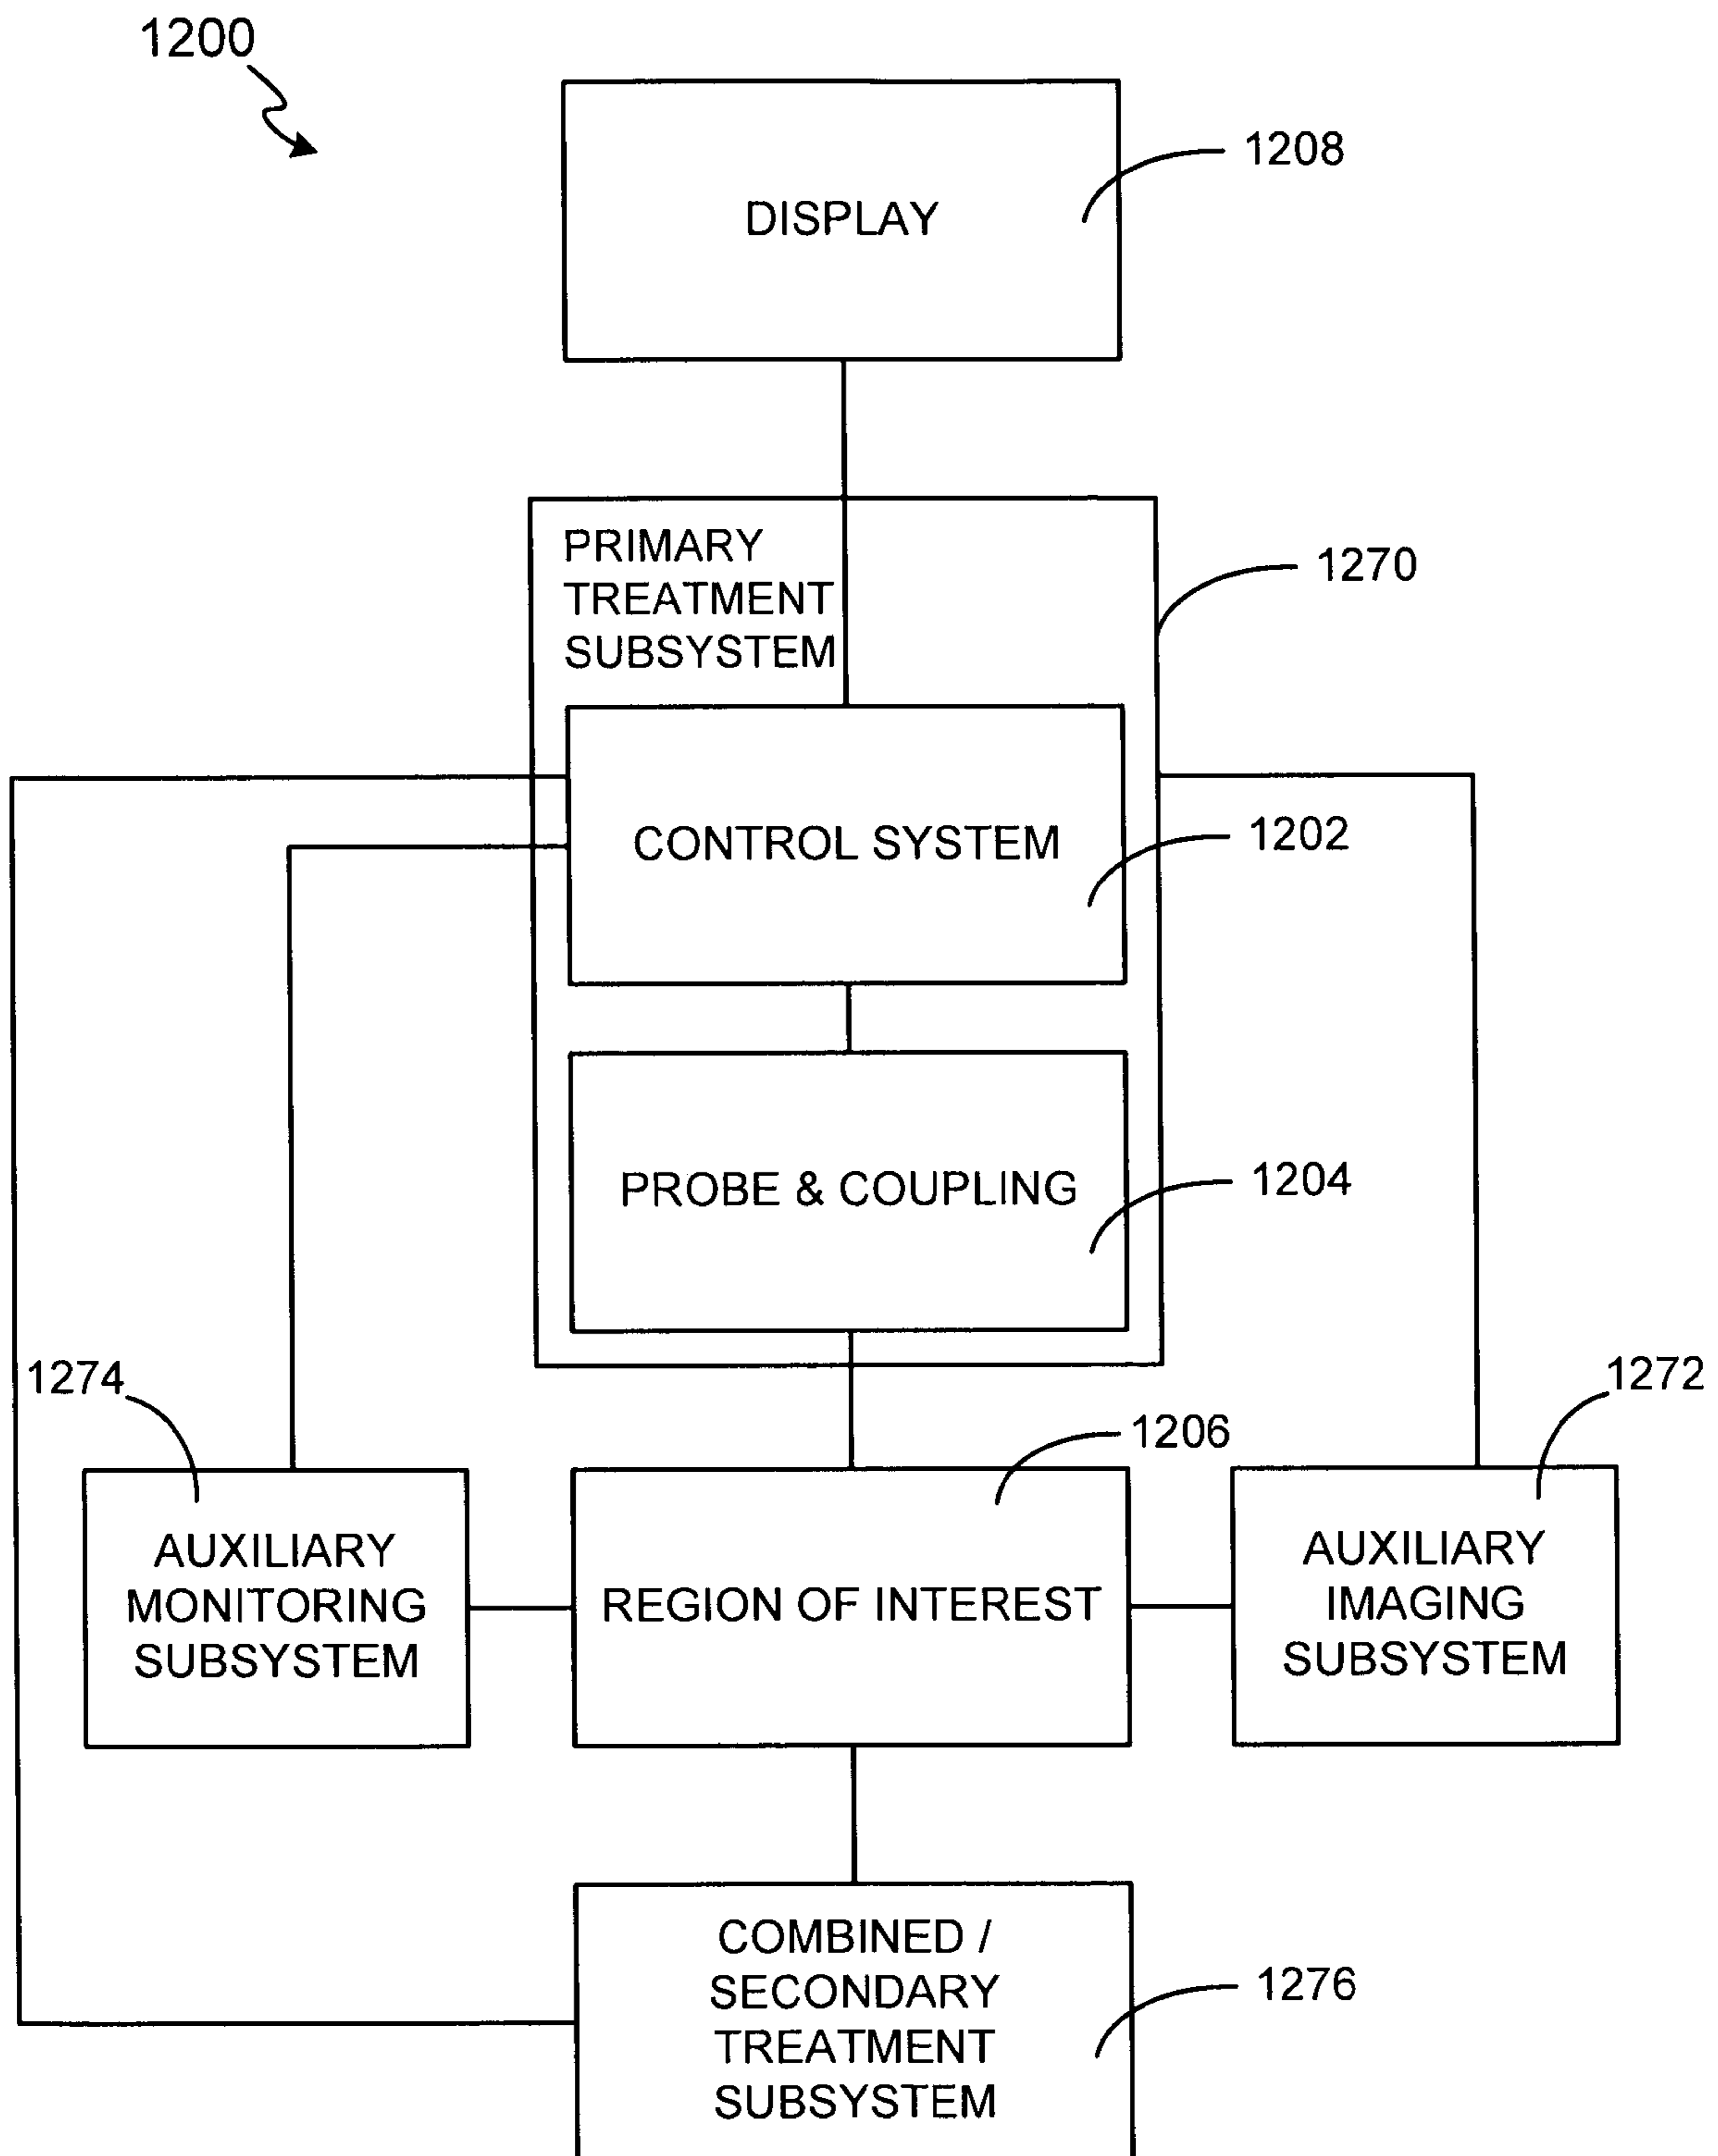 1200
1208
DISPLAY
PRIMARY
TREATMENT
SUBSYSTEM
1270
CONTROL SYSTEM
1202
PROBE & COUPLING
1204
1274
1272
1206
AUXILIARY
MONITORING
SUBSYSTEM
REGION OF INTEREST
AUXILIARY
IMAGING
SUBSYSTEM
COMBINED /
SECONDARY
TREATMENT
SUBSYSTEM
1276